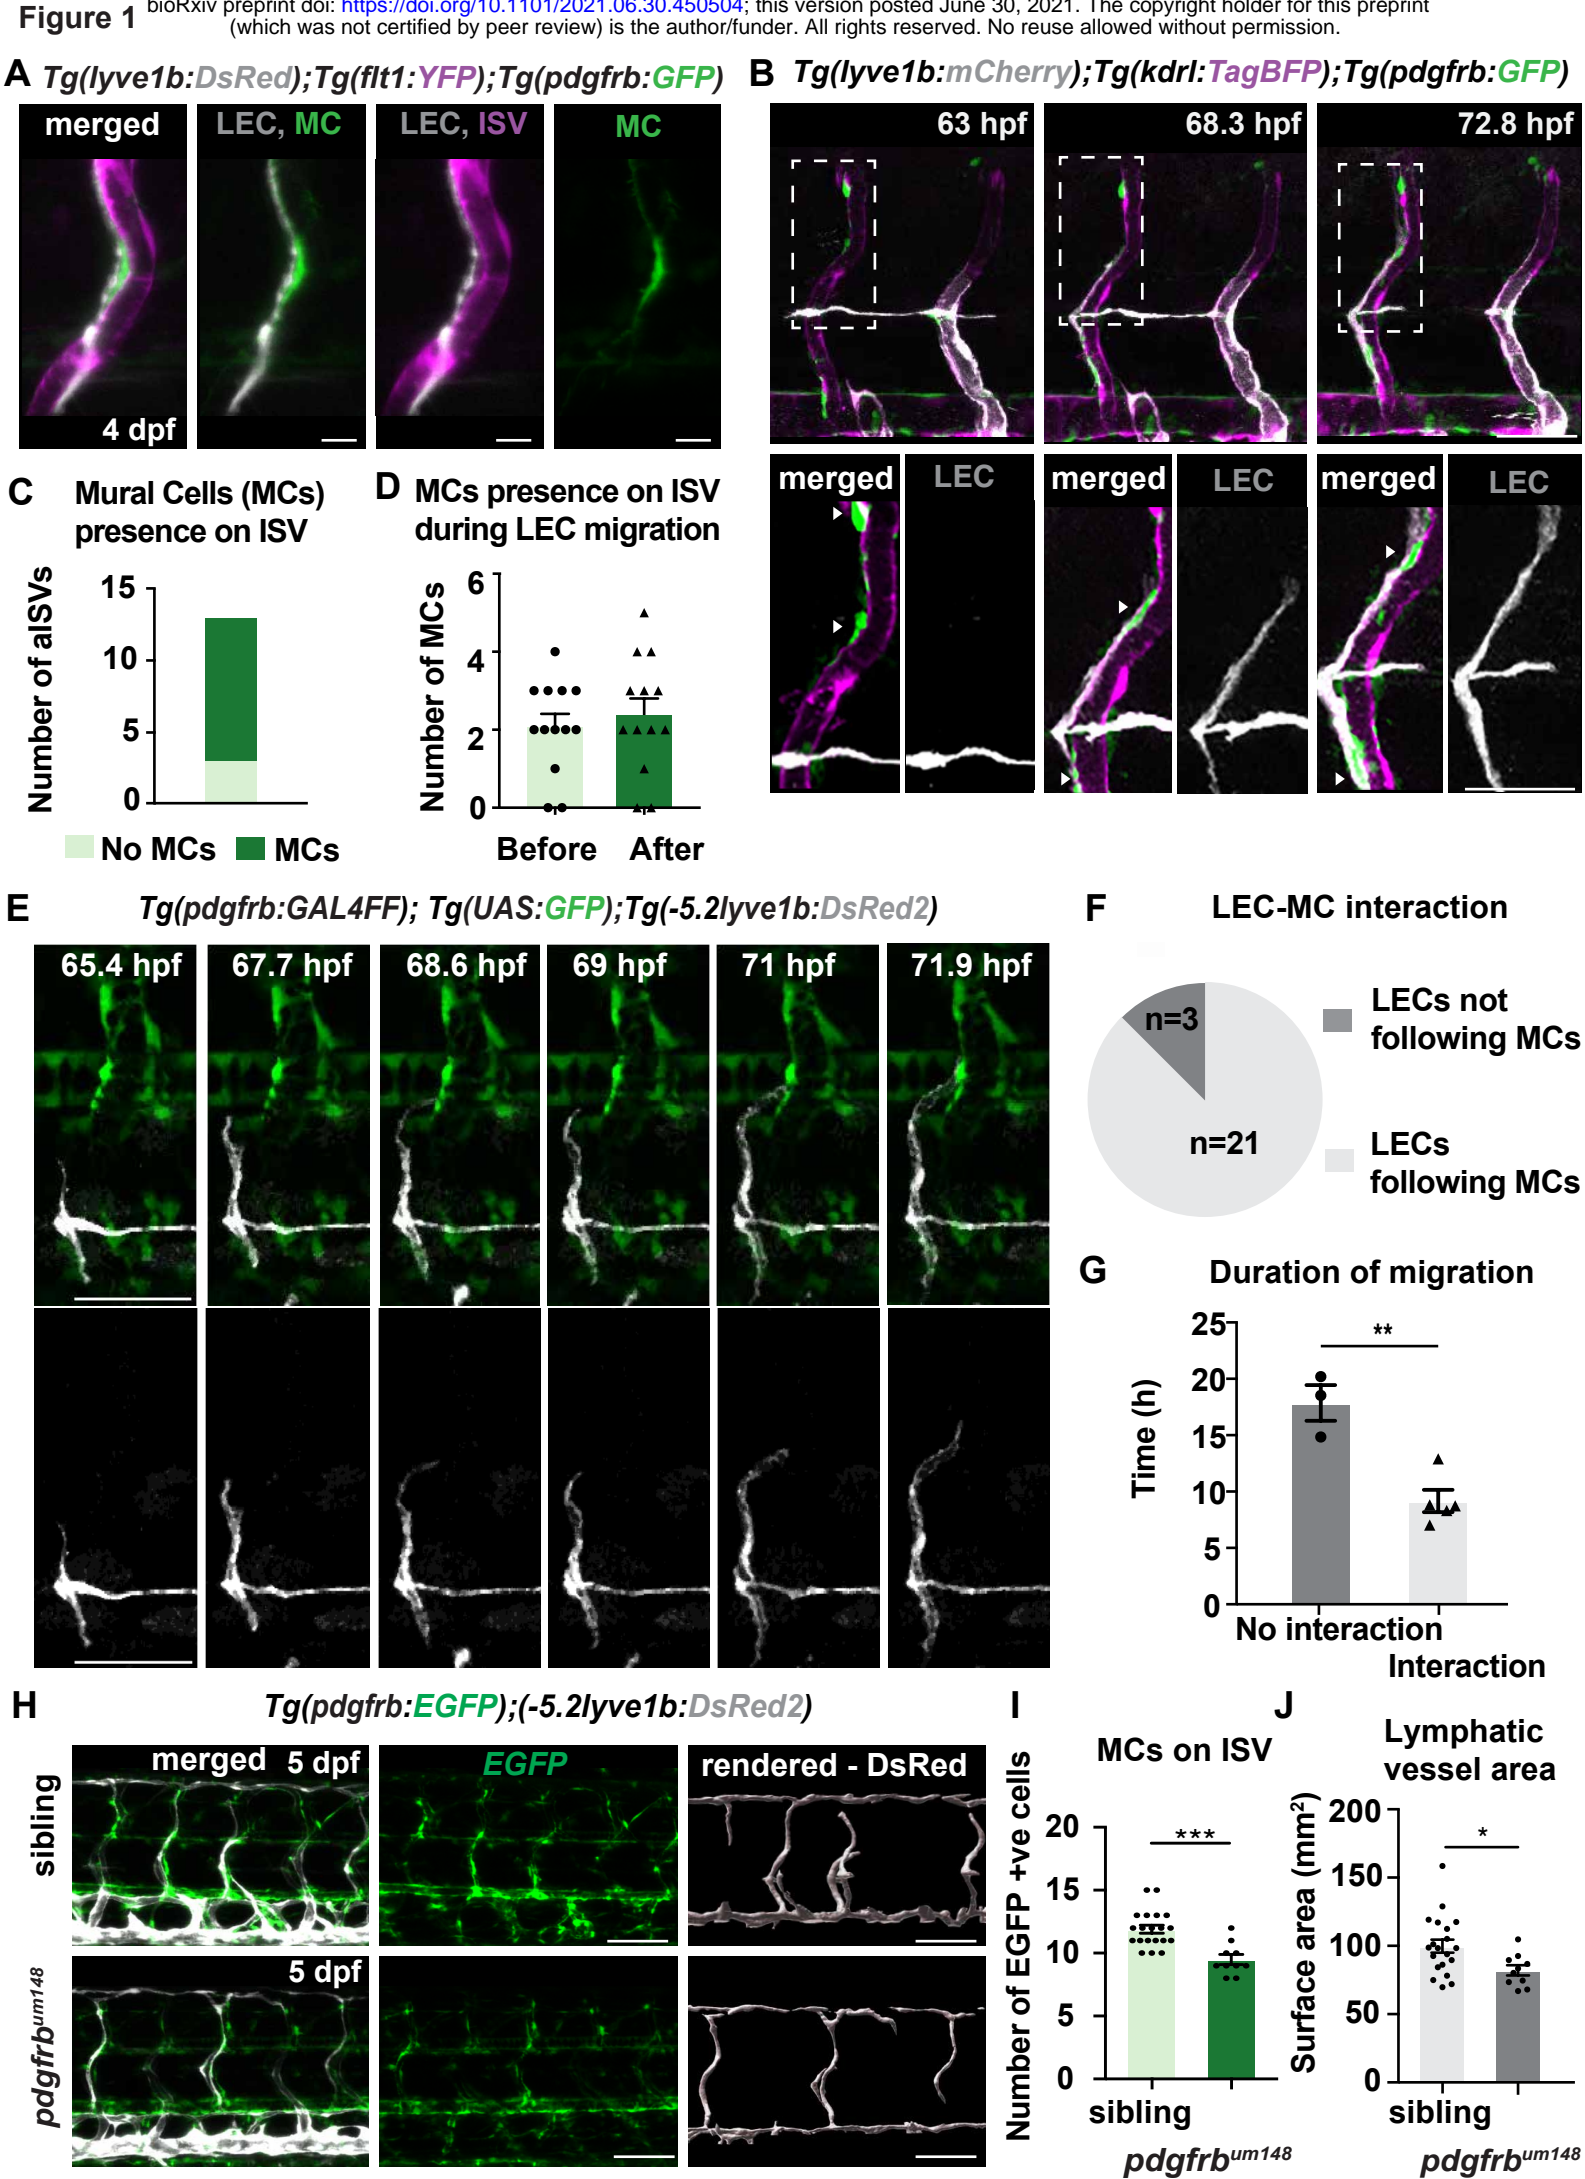 Figure 1
bioRxiv preprint doi: https://doi.org/10.1101/2021.06.30.450504; this version posted June 30, 2021. The copyright holder for this preprint
(which was not certified by peer review) is the author/funder. All rights reserved. No reuse allowed without permission.
A Tg(lyve1b:DsRed);Tg(flt1:YFP);Tg(pdgfrb:GFP)
merged
LEC, MC
LEC, ISV
MC
4 dpf
B Tg(lyve1b:mCherry);Tg(kdrl:TagBFP);Tg(pdgfrb:GFP)
63 hpf
68.3 hpf
72.8 hpf
merged
LEC
merged
LEC
merged
LEC
C Mural Cells (MCs)
presence on ISV
Number of aISVs
15
10
5
0
No MCs
MCs
D MCs presence on ISV
during LEC migration
Number of MCs
6
4
2
0
Before
After
E Tg(pdgfrb:GAL4FF); Tg(UAS:GFP);Tg(-5.2lyve1b:DsRed2)
65.4 hpf
67.7 hpf
68.6 hpf
69 hpf
71 hpf
71.9 hpf
F LEC-MC interaction
n=3
n=21
LECs not
following MCs
LECs
following MCs
G Duration of migration
Time (h)
25
20
15
10
5
0
**
No interaction
Interaction
H Tg(pdgfrb:EGFP);(-5.2lyve1b:DsRed2)
sibling
merged 5 dpf
EGFP
rendered - DsRed
pdgfrbum148
5 dpf
I MCs on ISV
Number of EGFP +ve cells
20
15
10
5
0
***
sibling
pdgfrbum148
J Lymphatic
vessel area
Surface area (mm2)
200
150
100
50
0
*
sibling
pdgfrbum148